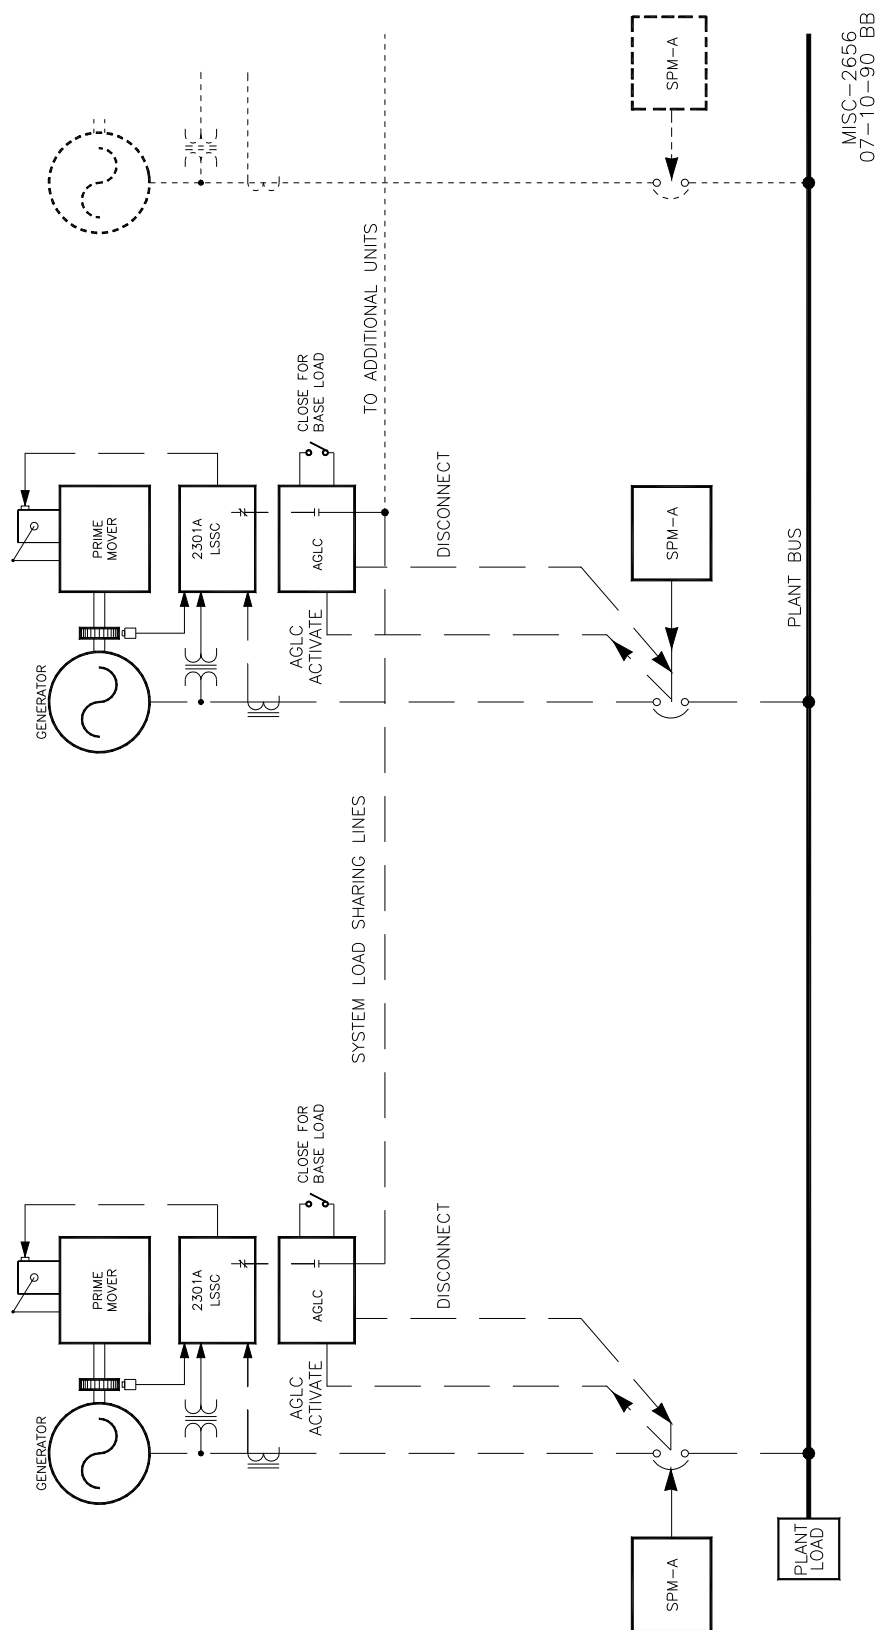 GENERATOR
PRIME
MOVER
2301A
LSSC
AGLC
AGLC
ACTIVATE
CLOSE FOR
BASE LOAD
DISCONNECT
SPM-A
PLANT
LOAD
SYSTEM LOAD SHARING LINES
GENERATOR
PRIME
MOVER
2301A
LSSC
AGLC
AGLC
ACTIVATE
CLOSE FOR
BASE LOAD
DISCONNECT
SPM-A
PLANT BUS
TO ADDITIONAL UNITS
SPM-A
MISC-2656
07-10-90 BB